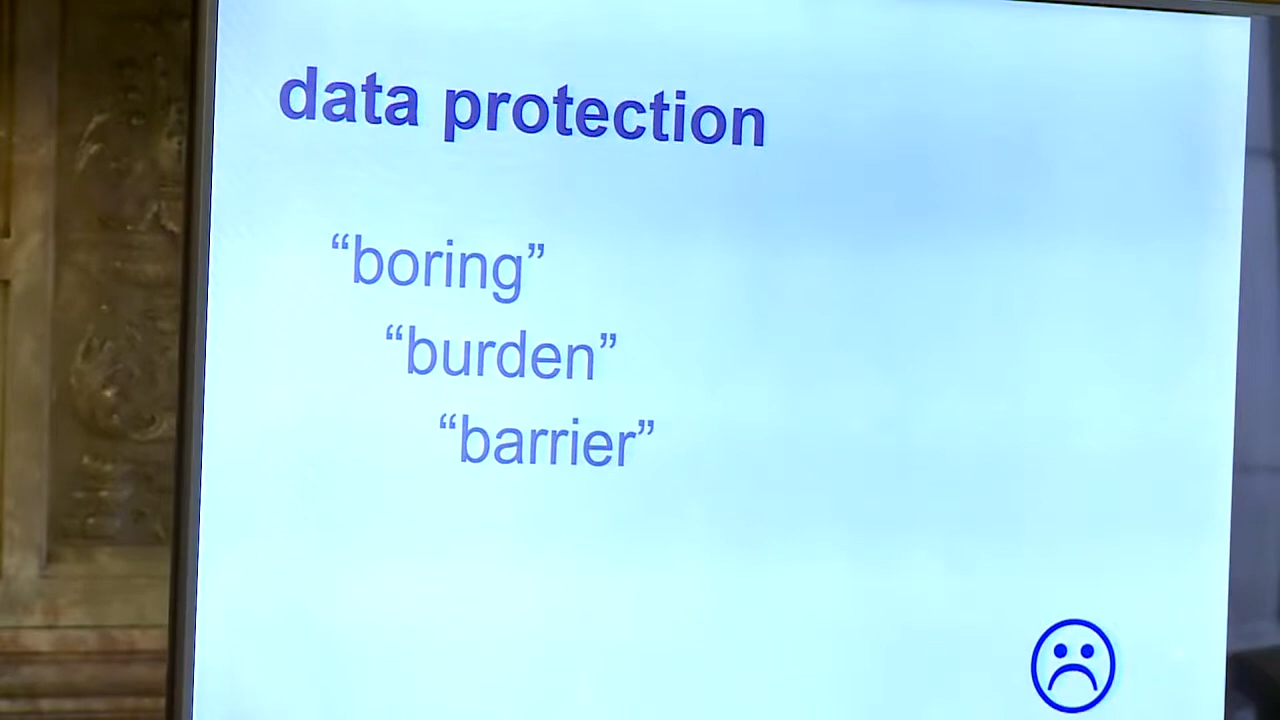 data protection
“boring”
“burden”
“barrier”